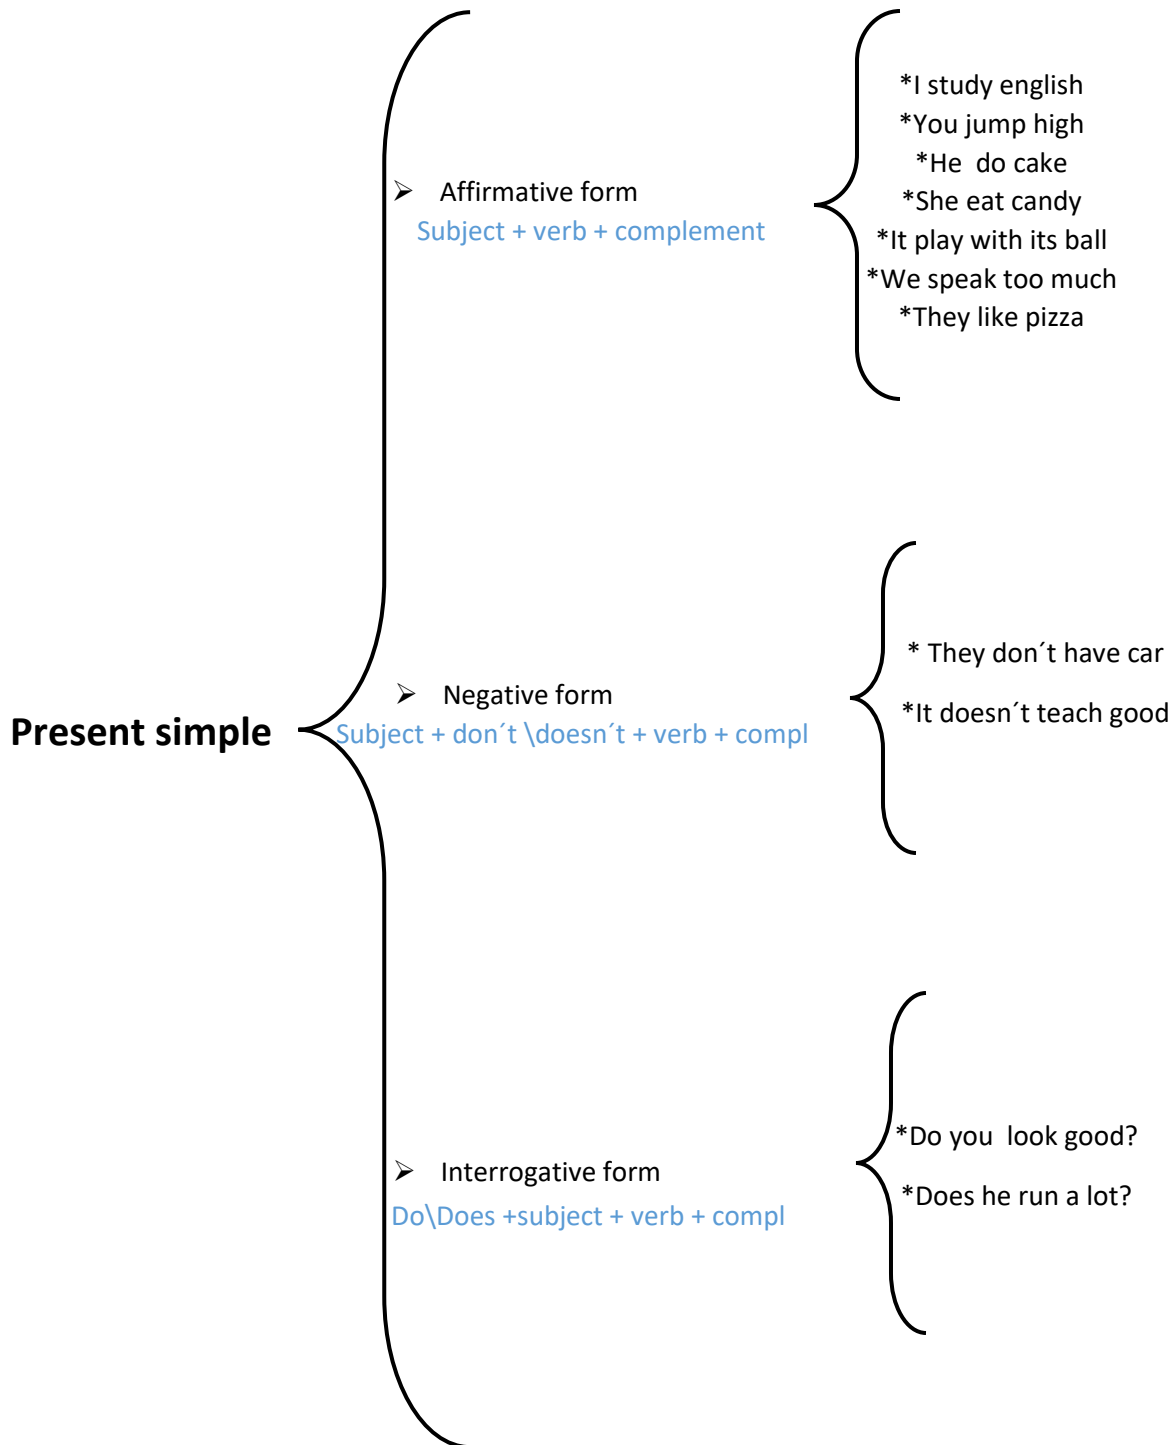 *I study english
*You jump high
*He do cake
➢ Affirmative form
*She eat candy
Subject + verb + complement
*It play with its ball
*We speak too much
*They like pizza
* They don´t have car
➢ Negative form
*It doesn´t teach good
Present simple
Subject + don´t \doesn´t + verb + compl
*Do you look good?
➢ Interrogative form
*Does he run a lot?
Do\Does +subject + verb + compl